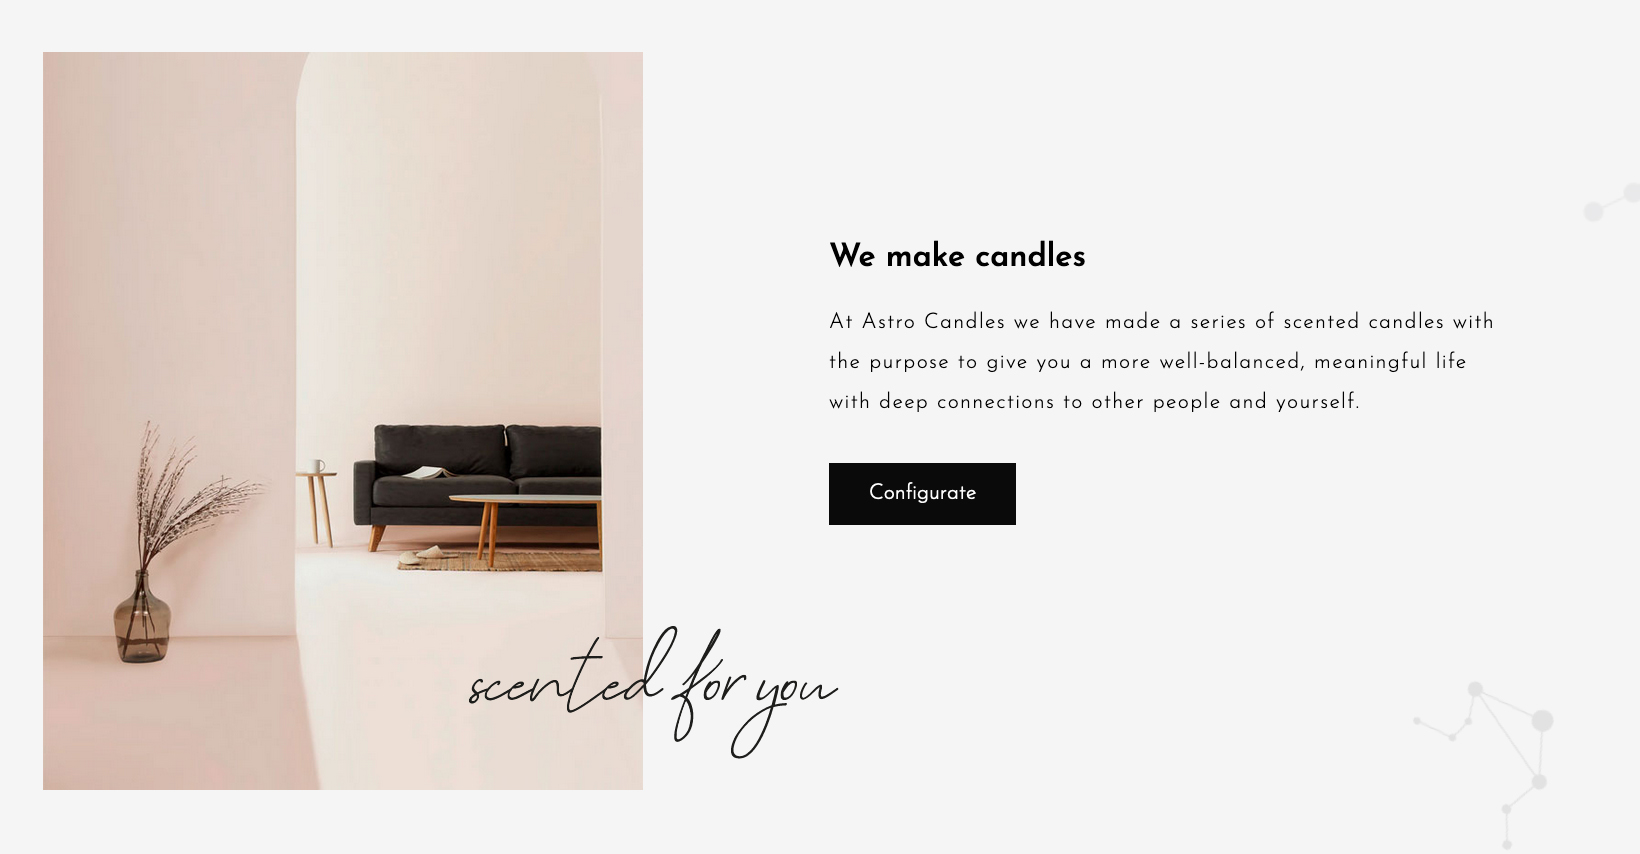 We make candles
At Astro Candles we have made a series of scented candles with
the purpose to give you a more well-balanced, meaningful life
with deep connections to other people and yourself.
Configurate
scented for you